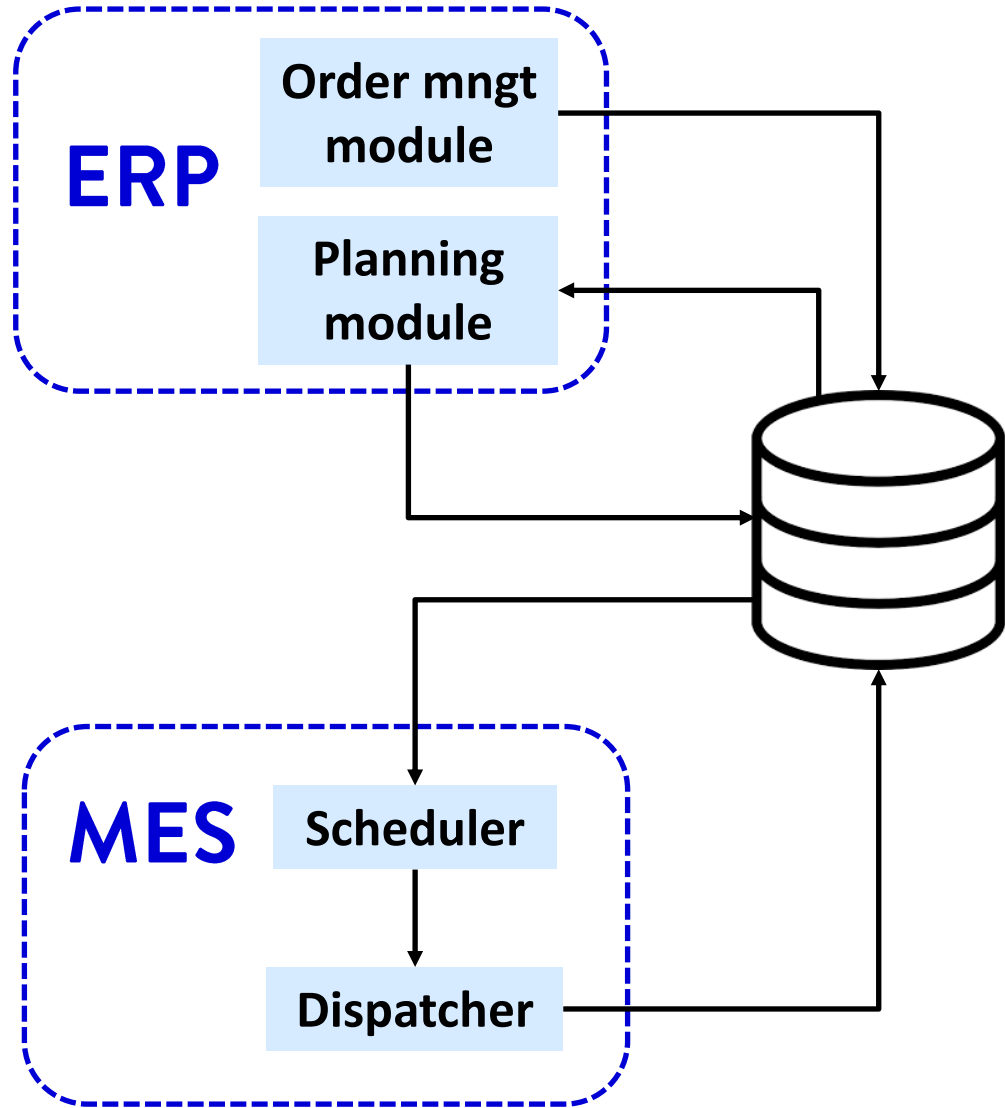 ERP
Order mngt
module
Planning
module
MES
Scheduler
Dispatcher